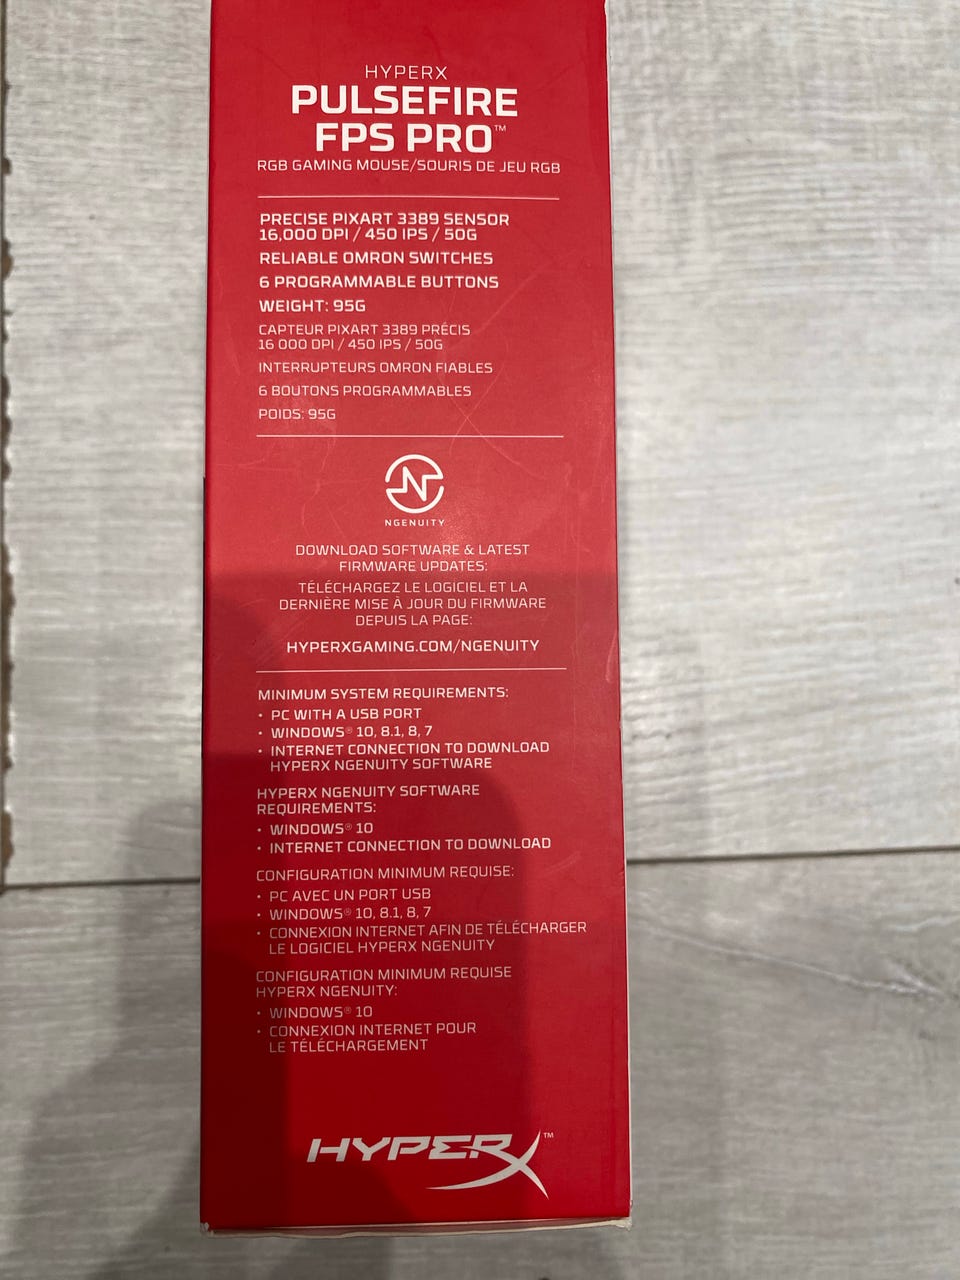 HYPERX
PULSEFIRE
FPS PRO™
RGB GAMING MOUSE/SOURIS DE JEU RGB
PRECISE PIXART 3389 SENSOR
16,000 DPI / 450 IPS / 50G
RELIABLE OMRON SWITCHES
6 PROGRAMMABLE BUTTONS
WEIGHT: 95G
CAPTEUR PIXART 3389 PRÉCIS
16 000 DPI / 450 IPS / 50G
INTERRUPTEURS OMRON FIABLES
6 BOUTONS PROGRAMMABLES
POIDS: 95G
NGENUITY
DOWNLOAD SOFTWARE & LATEST
FIRMWARE UPDATES:
TÉLÉCHARGEZ LE LOGICIEL ET LA
DERNIÈRE MISE À JOUR DU FIRMWARE
DEPUIS LA PAGE:
HYPERXGAMING.COM/NGENUITY
MINIMUM SYSTEM REQUIREMENTS:
• PC WITH A USB PORT
• WINDOWS® 10, 8.1, 8, 7
• INTERNET CONNECTION TO DOWNLOAD
HYPERX NGENUITY SOFTWARE
HYPERX NGENUITY SOFTWARE
REQUIREMENTS:
• WINDOWS® 10
• INTERNET CONNECTION TO DOWNLOAD
CONFIGURATION MINIMUM REQUISE:
• PC AVEC UN PORT USB
• WINDOWS® 10, 8.1, 8, 7
• CONNEXION INTERNET AFIN DE TÉLÉCHARGER
LE LOGICIEL HYPERX NGENUITY
CONFIGURATION MINIMUM REQUISE
HYPERX NGENUITY:
• WINDOWS® 10
• CONNEXION INTERNET POUR
LE TÉLÉCHARGEMENT
HYPERX™